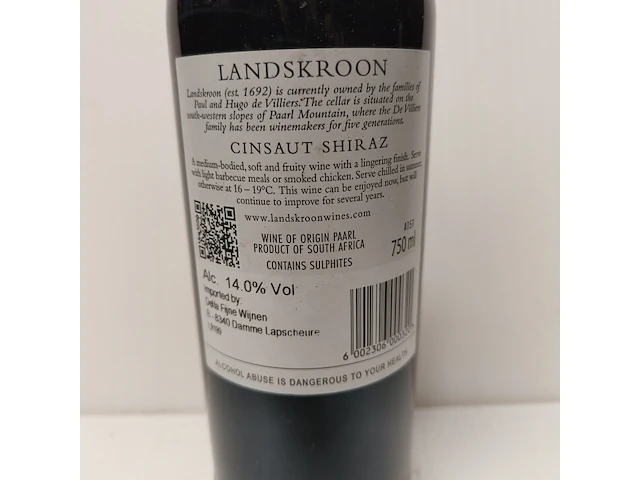 LANDSKROON
Landskroon (est. 1692) is currently owned by the families of
Paul and Hugo de Villiers. The cellar is situated on the
south-western slopes of Paarl Mountain, where the De Villiers
family has been winemakers for five generations.
CINSAUT SHIRAZ
A medium-bodied, soft and fruity wine with a lingering finish. Serve
with light barbecue meals or smoked chicken. Serve chilled in summer,
otherwise at 16 – 19°C. This wine can be enjoyed now, but will
continue to improve for several years.
www.landskroonwines.com
WINE OF ORIGIN PAARL
PRODUCT OF SOUTH AFRICA
CONTAINS SULPHITES
A153
750 ml
Alc. 14.0% Vol
Imported by:
Delta Fijne Wijnen
B - 8340 Damme Lapscheure
6 002306 000
ALCOHOL ABUSE IS DANGEROUS TO YOUR HEALTH